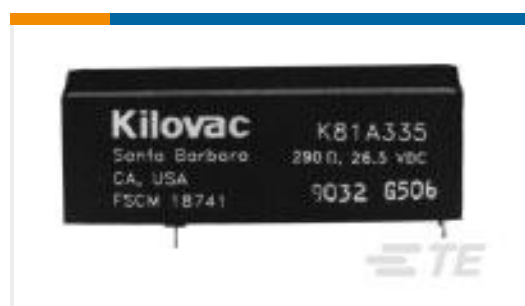 Kilovac
Santa Barbara
CA, USA
FSCM 18741
K81A335
290 Ω, 26.5 VDC
9032 G506
TE